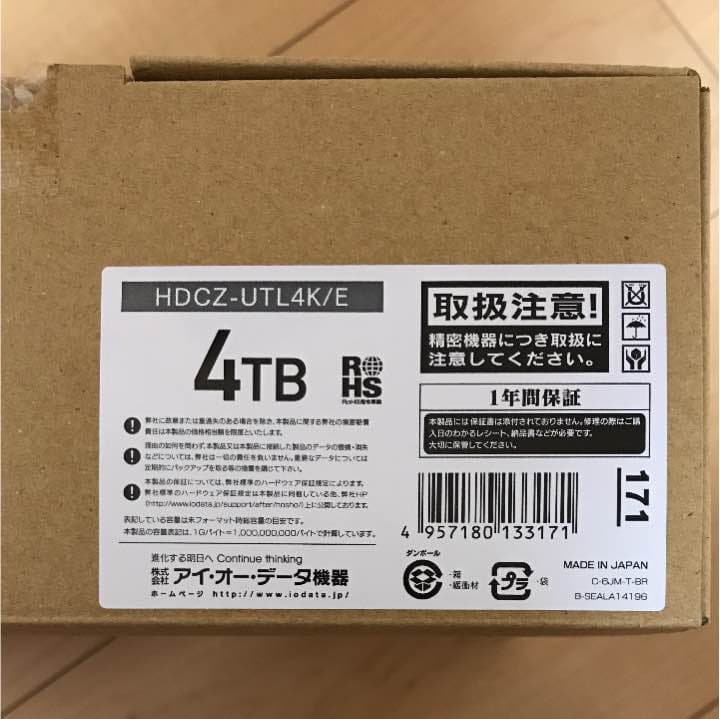 HDCZ-UTL4K/E
4TB
R HS
弊社に故意または重過失のある場合を除き、本製品に関する弊社の損害賠償
責任は本製品の価格相当額を限度といたします。
理由の如何を問わず、本製品又は本製品に接続した製品のデータの毀損・消失
などについては、弊社は一切の責任を負いません。重要なデータについては
定期的にバックアップを取る等の措置を講じて下さい。
本製品の保証については、弊社標準のハードウェア保証規定によります。
弊社標準のハードウェア保証規定は本製品に同載している他、弊社HP
(http://www.iodata.jp/support/after/hosho/)上に公開しております。
表記している容量は未フォーマット時総容量の目安です。
本製品の容量表記は、1Gバイト=1,000,000,000バイトで計算しています。
進化する明日へ Continue thinking
株式会社 アイ・オー・データ機器
ホームページ http://www.iodata.jp/
取扱注意!
精密機器につき取扱に
注意してください。
1年間保証
本製品には保証書は添付されておりません。修理の際はご購
入日のわかるレシート、納品書などが必要です。
大切に保管してください。
171
4 957180 133171
ダンボール
・箱
・緩衝材
プラ
・袋
MADE IN JAPAN
C-6JM-T-BR
B-SEALA14196